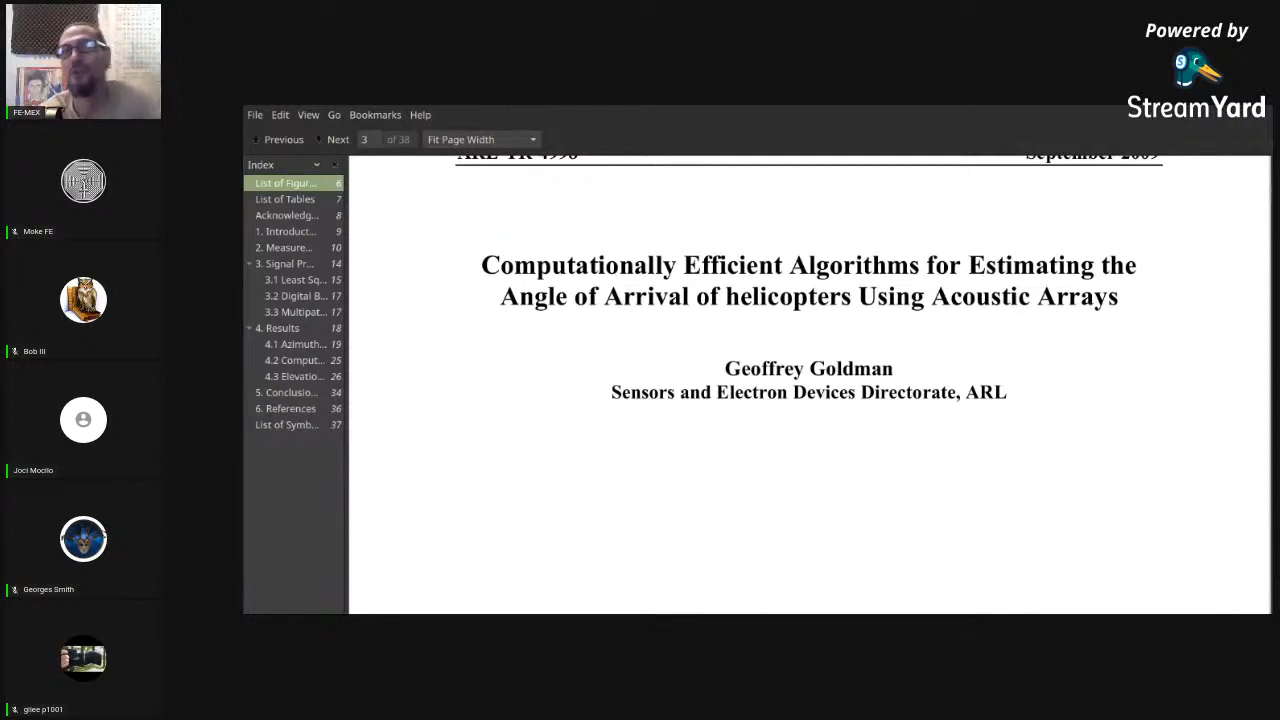 FE-MEX
Moke FE
Bob III
Joci Mocilo
Georges Smith
gilee p1001
Powered by
StreamYard
File Edit View Go Bookmarks Help
Previous Next 3 of 38 Fit Page Width
Index
List of Figur... 6
List of Tables 7
Acknowledg... 8
1. Introduct... 9
2. Measure... 10
3. Signal Pr... 14
3.1 Least Sq... 15
3.2 Digital B... 17
3.3 Multipat... 17
4. Results 18
4.1 Azimuth... 19
4.2 Comput... 25
4.3 Elevatio... 26
5. Conclusio... 34
6. References 36
List of Symb... 37
September 2009
Computationally Efficient Algorithms for Estimating the
Angle of Arrival of helicopters Using Acoustic Arrays
Geoffrey Goldman
Sensors and Electron Devices Directorate, ARL